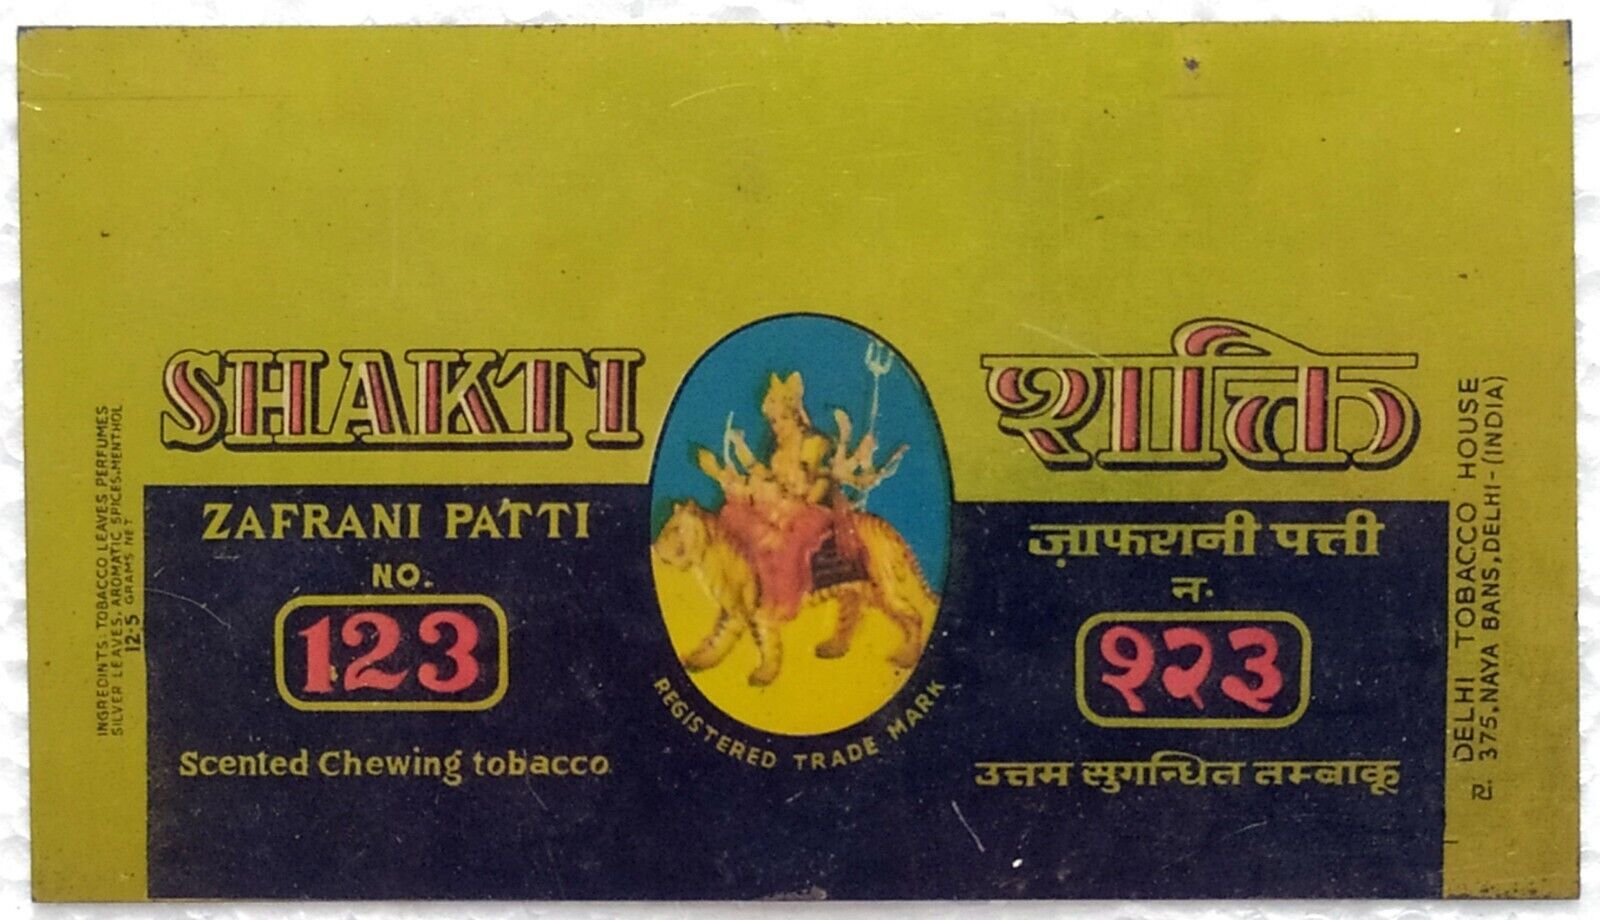 INGREDINTS: TOBACCO LEAVES, PERFUMES
SILVER LEAVES, AROMATIC SPICES, MENTHOL
12.5 GRAMS NET
SHAKTI
ZAFRANI PATTI
NO.
123
Scented Chewing tobacco
REGISTERED TRADE MARK
शक्ति
ज़ाफरानी पत्ती
न.
१२३
उत्तम सुगन्धित तम्बाकू
DELHI TOBACCO HOUSE
375, NAYA BANS, DELHI-(INDIA)